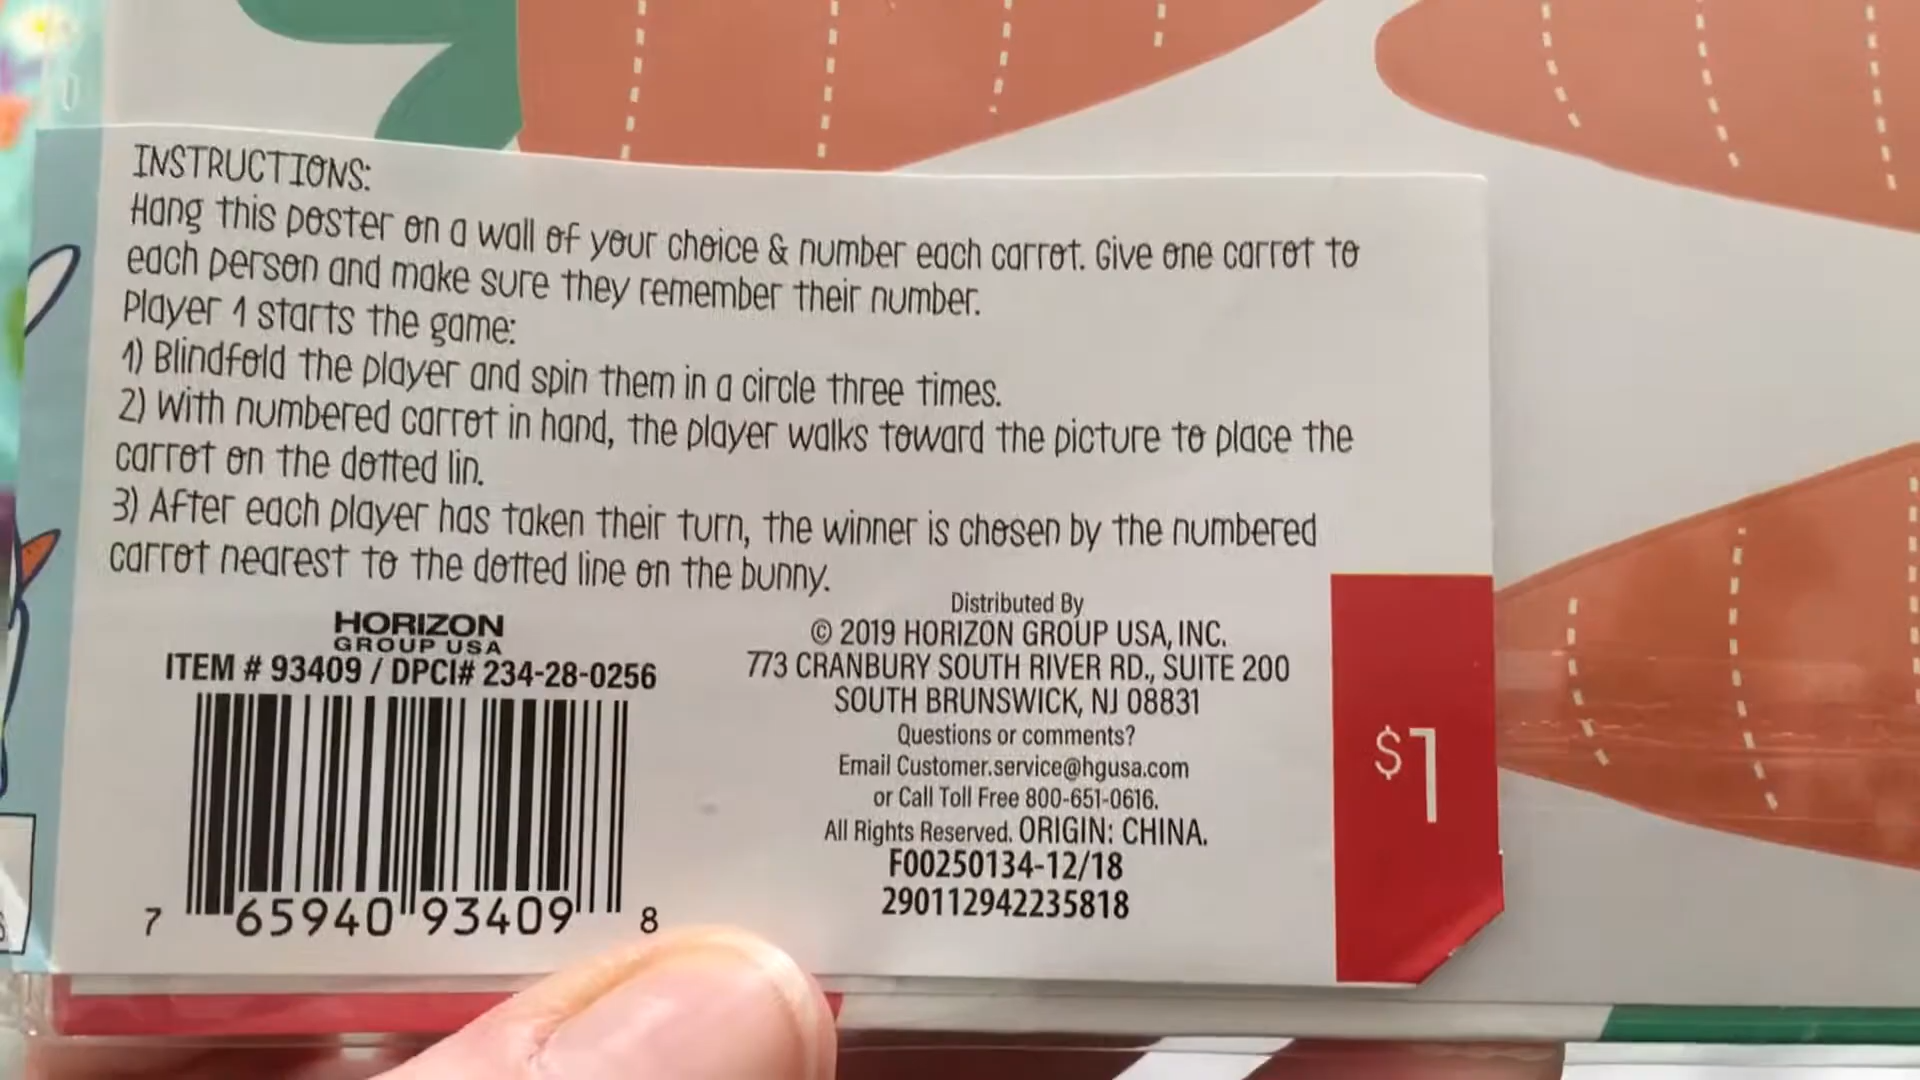 INSTRUCTIONS:
Hang this poster on a wall of your choice & number each carrot. Give one carrot to
each person and make sure they remember their number.
Player 1 starts the game:
1) Blindfold the player and spin them in a circle three times.
2) With numbered carrot in hand, the player walks toward the picture to place the
carrot on the dotted lin.
3) After each player has taken their turn, the winner is chosen by the numbered
carrot nearest to the dotted line on the bunny.
HORIZON
GROUP USA
ITEM # 93409 / DPCI# 234-28-0256
7 65940 93409 8
Distributed By
© 2019 HORIZON GROUP USA, INC.
773 CRANBURY SOUTH RIVER RD., SUITE 200
SOUTH BRUNSWICK, NJ 08831
Questions or comments?
Email Customer.service@hgusa.com
or Call Toll Free 800-651-0616.
All Rights Reserved. ORIGIN: CHINA.
F00250134-12/18
290112942235818
$1